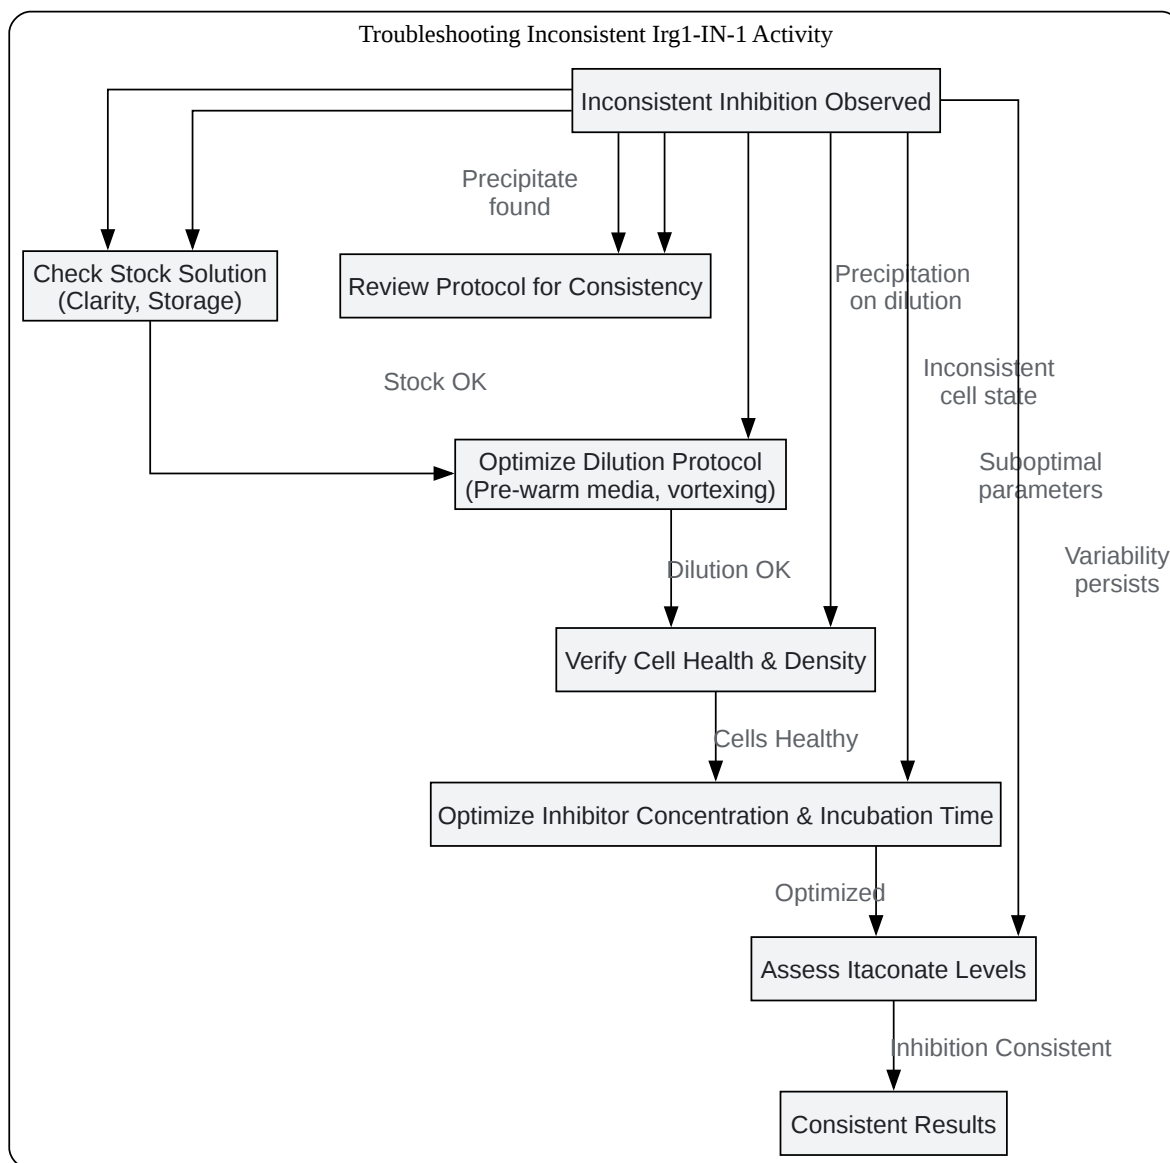 Troubleshooting Inconsistent Irg1-IN-1 Activity
Inconsistent Inhibition Observed
Precipitate
found
Check Stock Solution
(Clarity, Storage)
Review Protocol for Consistency
Precipitation
on dilution
Stock OK
Inconsistent
cell state
Optimize Dilution Protocol
(Pre-warm media, vortexing)
Suboptimal
parameters
Dilution OK
Variability
persists
Verify Cell Health & Density
Cells Healthy
Optimize Inhibitor Concentration & Incubation Time
Optimized
Assess Itaconate Levels
Inhibition Consistent
Consistent Results